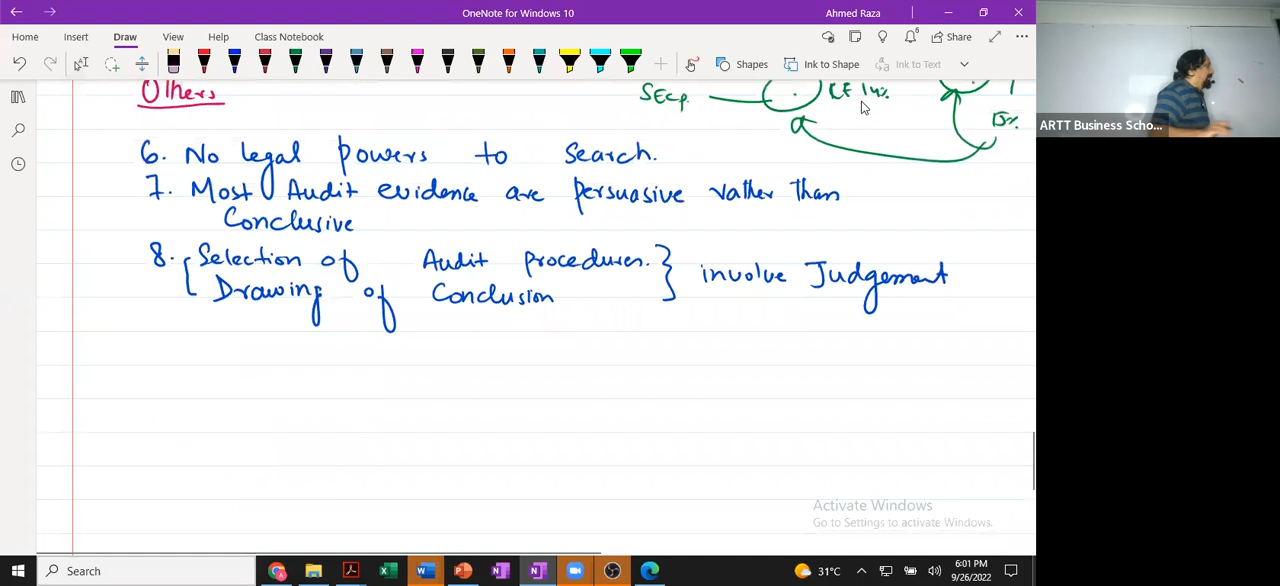 OneNote for Windows 10
Ahmed Raza
Home Insert Draw View Help Class Notebook
Share
Shapes Ink to Shape Ink to Text
Others
SECP
15%
6. No legal powers to search.
7. Most Audit evidence are persuasive rather than
Conclusive
8. Selection of Audit procedures.
Drawing of Conclusion
involve Judgement
ARTT Business Scho...
Activate Windows
Go to Settings to activate Windows.
Search
31°C
6:01 PM
9/26/2022